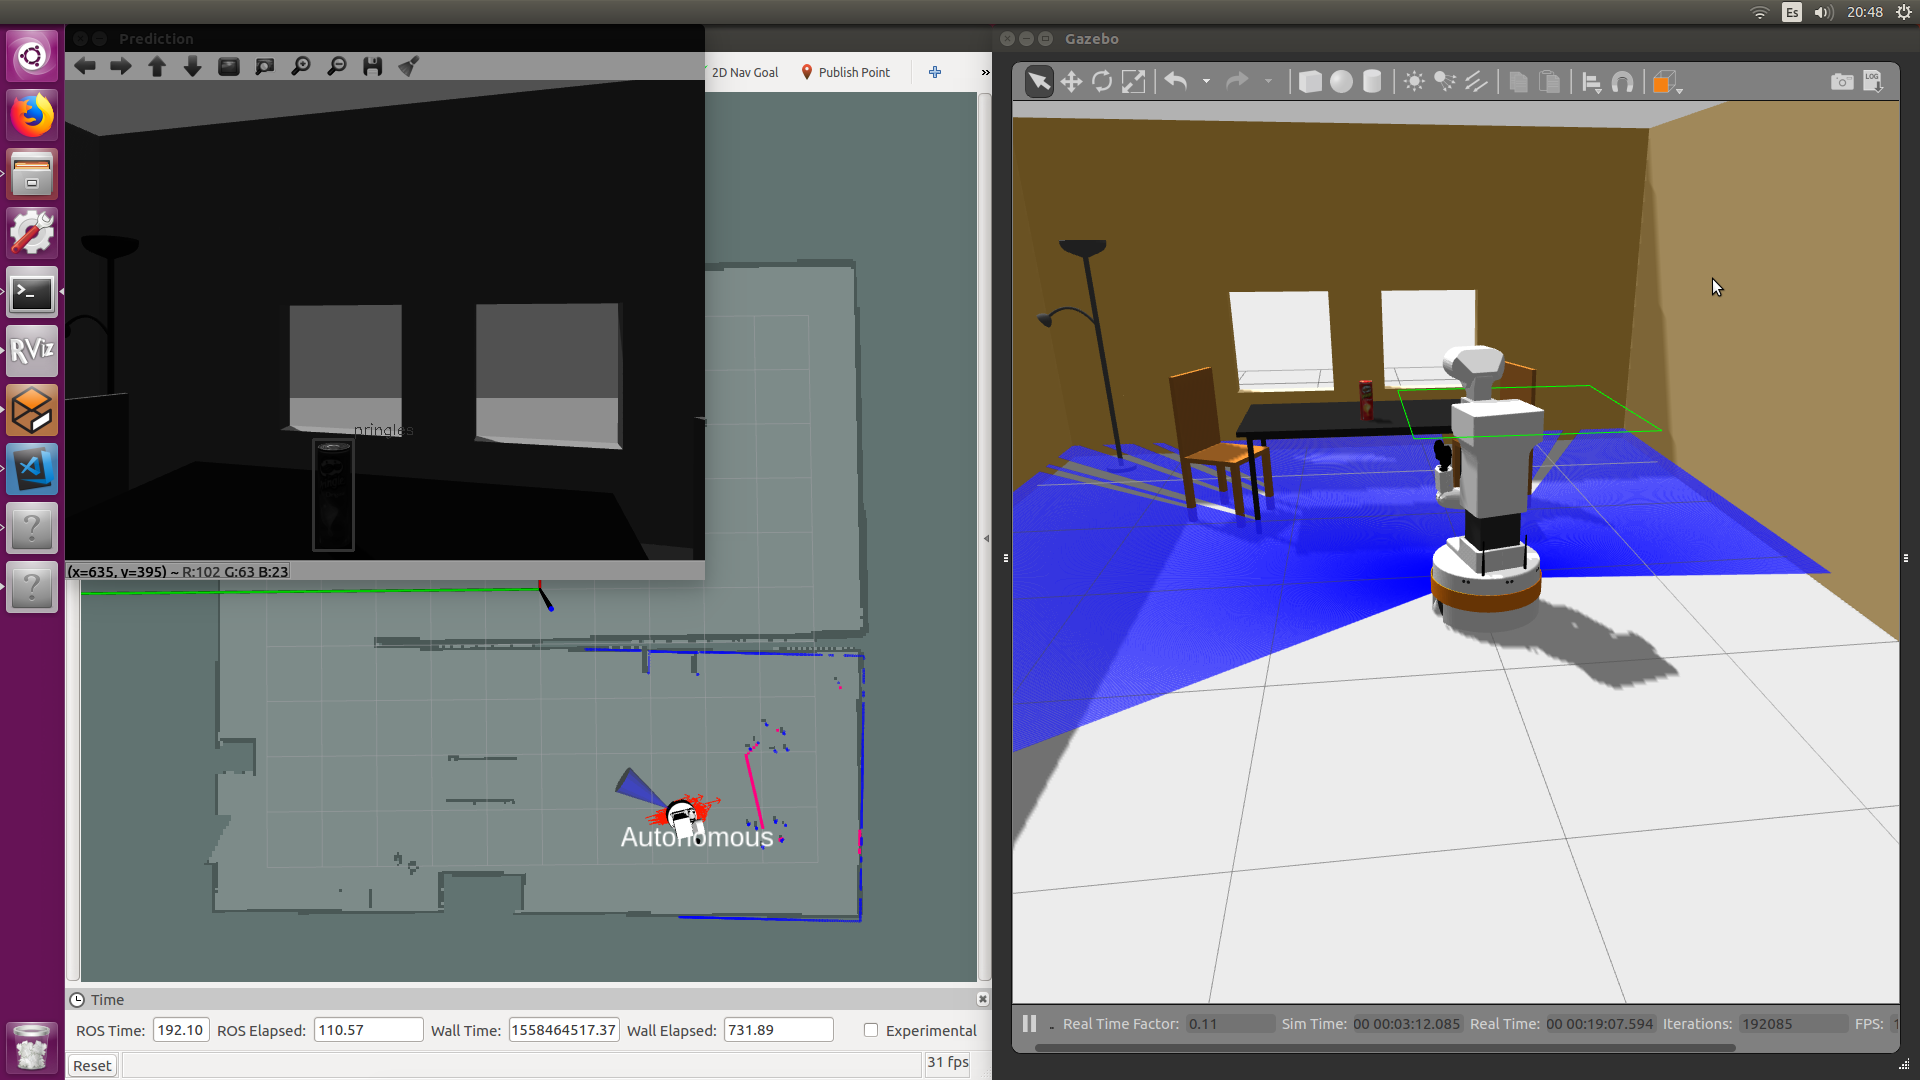 Es
20:48
Prediction
2D Nav Goal
Publish Point
»
pringles
(x=635, y=395) ~ R:102 G:63 B:23
Autonomous
Time
ROS Time: 192.10 ROS Elapsed: 110.57 Wall Time: 1558464517.37 Wall Elapsed: 731.89 Experimental
Reset
31 fps
Gazebo
LOG
Real Time Factor: 0.11 Sim Time: 00 00:03:12.085 Real Time: 00 00:19:07.594 Iterations: 192085 FPS:
RViz